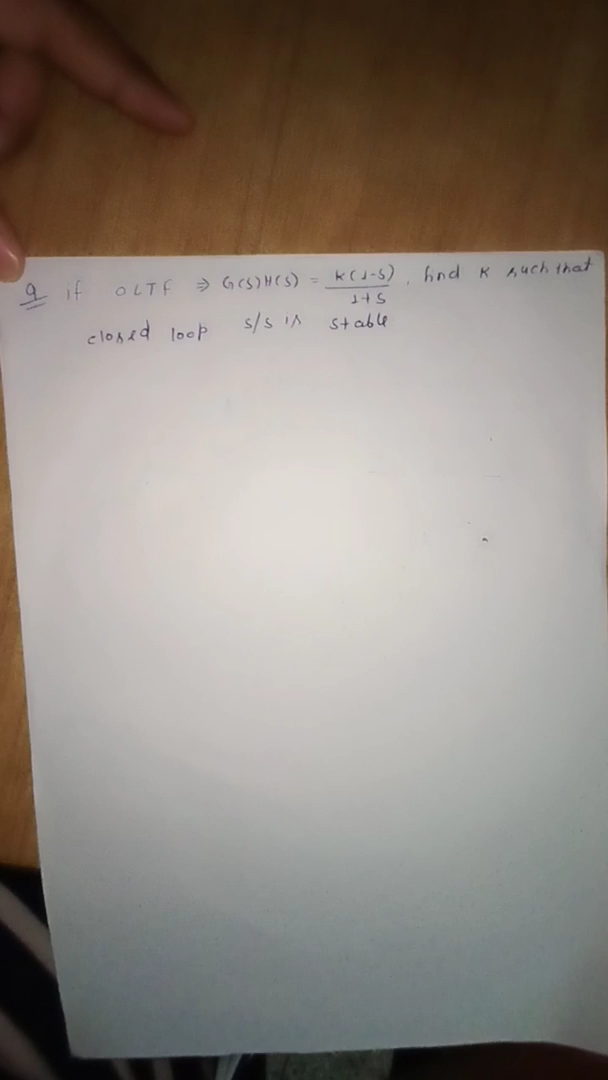 Q if OLTF ⇒ G(s)H(s) = K(1-s)/1+s, find K such that
closed loop s/s is stable